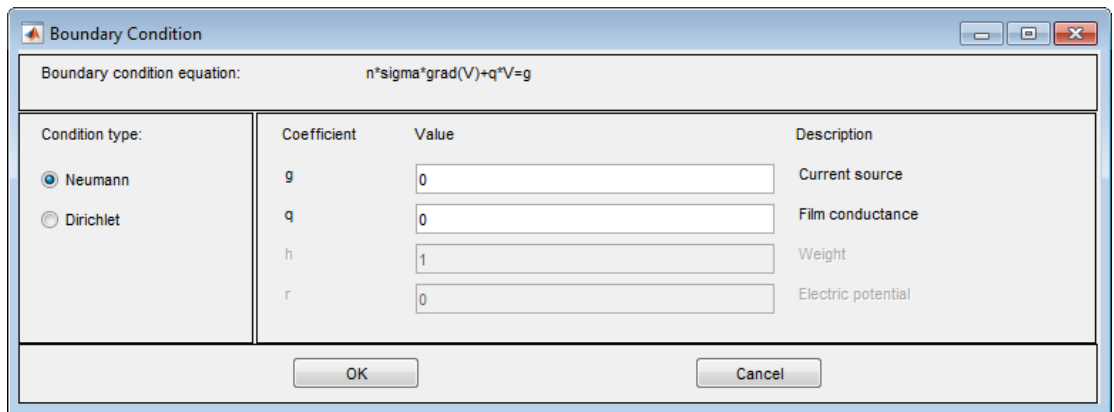 Boundary Condition
Boundary condition equation: n*sigma*grad(V)+q*V=g
Condition type:
Neumann
Dirichlet
Coefficient Value Description
g 0 Current source
q 0 Film conductance
h 1 Weight
r 0 Electric potential
OK Cancel